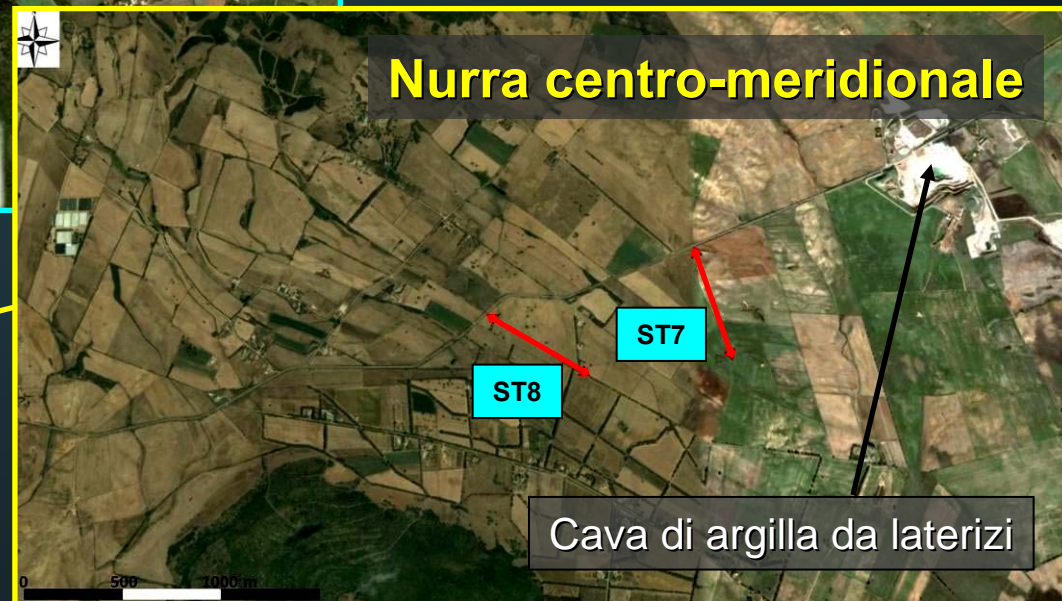 Nurra centro-meridionale
ST7
ST8
Cava di argilla da laterizi
0 500 1000 m